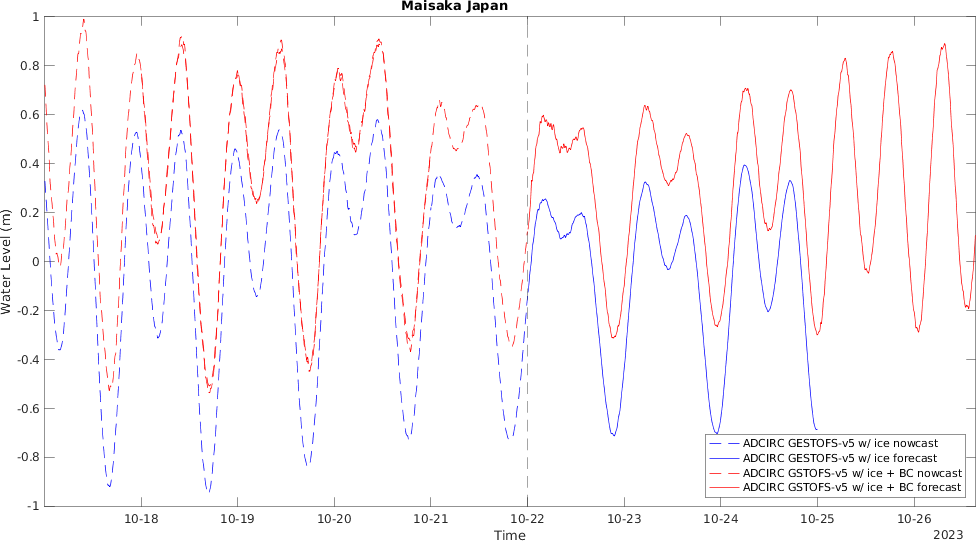 Maisaka Japan
1
0.8
0.6
0.4
0.2
0
-0.2
-0.4
-0.6
-0.8
-1
Water Level (m)
ADCIRC GESTOFS-v5 w/ ice nowcast
ADCIRC GESTOFS-v5 w/ ice forecast
ADCIRC GSTOFS-v5 w/ ice + BC nowcast
ADCIRC GSTOFS-v5 w/ ice + BC forecast
10-18 10-19 10-20 10-21 10-22 10-23 10-24 10-25 10-26
Time
2023